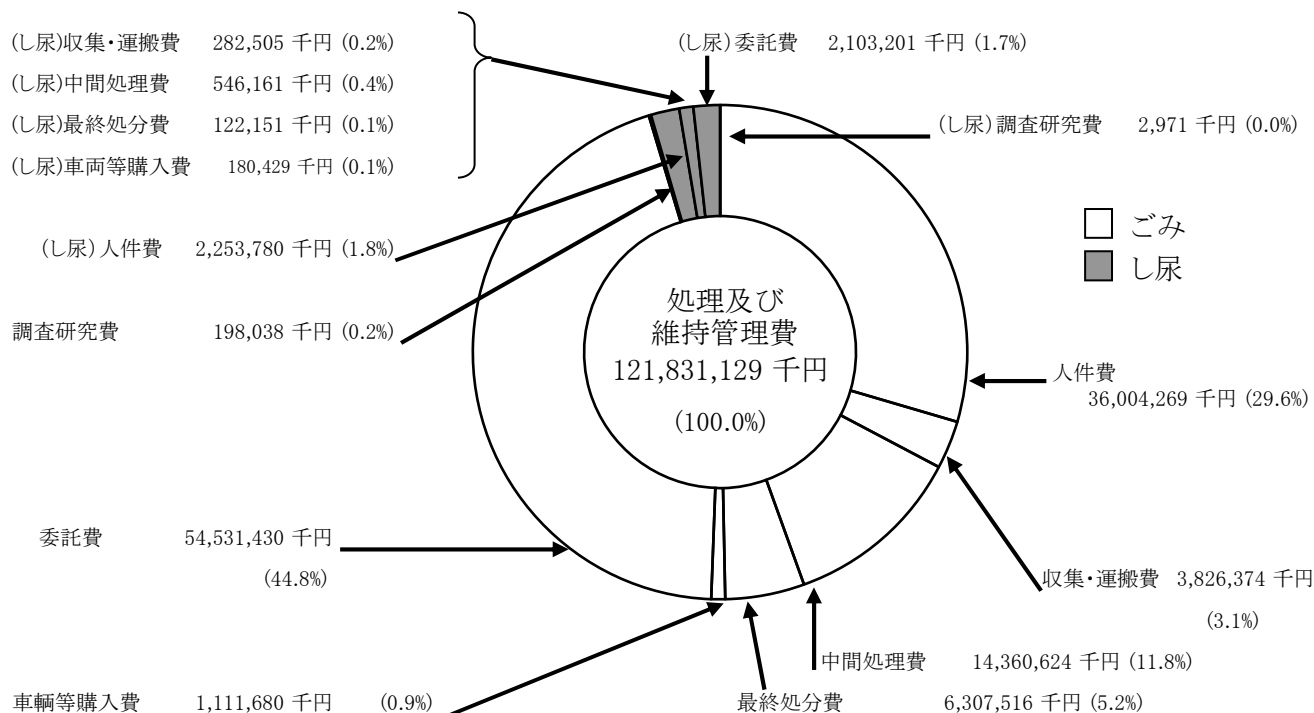 (し尿)収集・運搬費 282,505 千円 (0.2%)
(し尿)中間処理費 546,161 千円 (0.4%)
(し尿)最終処分費 122,151 千円 (0.1%)
(し尿)車両等購入費 180,429 千円 (0.1%)
(し尿)人件費 2,253,780 千円 (1.8%)
調査研究費 198,038 千円 (0.2%)
委託費 54,531,430 千円
(44.8%)
車輌等購入費 1,111,680 千円 (0.9%)
(し尿)委託費 2,103,201 千円 (1.7%)
(し尿)調査研究費 2,971 千円 (0.0%)
ごみ
し尿
処理及び
維持管理費
121,831,129 千円
(100.0%)
人件費
36,004,269 千円 (29.6%)
収集・運搬費 3,826,374 千円
(3.1%)
中間処理費 14,360,624 千円 (11.8%)
最終処分費 6,307,516 千円 (5.2%)